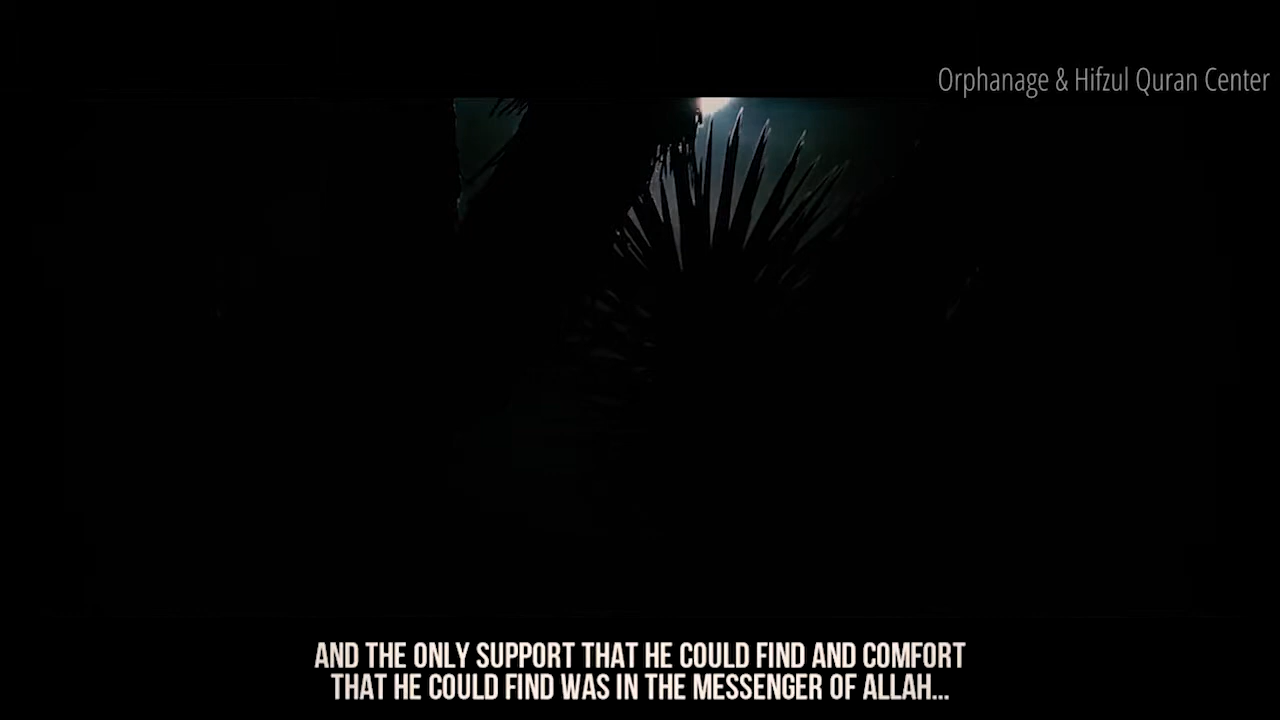 Orphanage & Hifzul Quran Center
AND THE ONLY SUPPORT THAT HE COULD FIND AND COMFORT
THAT HE COULD FIND WAS IN THE MESSENGER OF ALLAH...